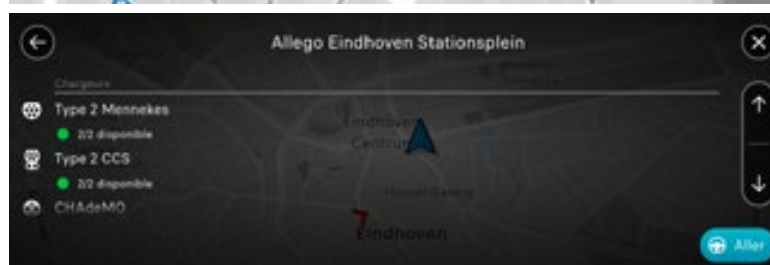 Allego Eindhoven Stationsplein
Chargeurs
Type 2 Mennekes
2/2 disponible
Type 2 CCS
2/2 disponible
CHAdeMO
Eindhoven
Centrum
Eindhoven
Aller